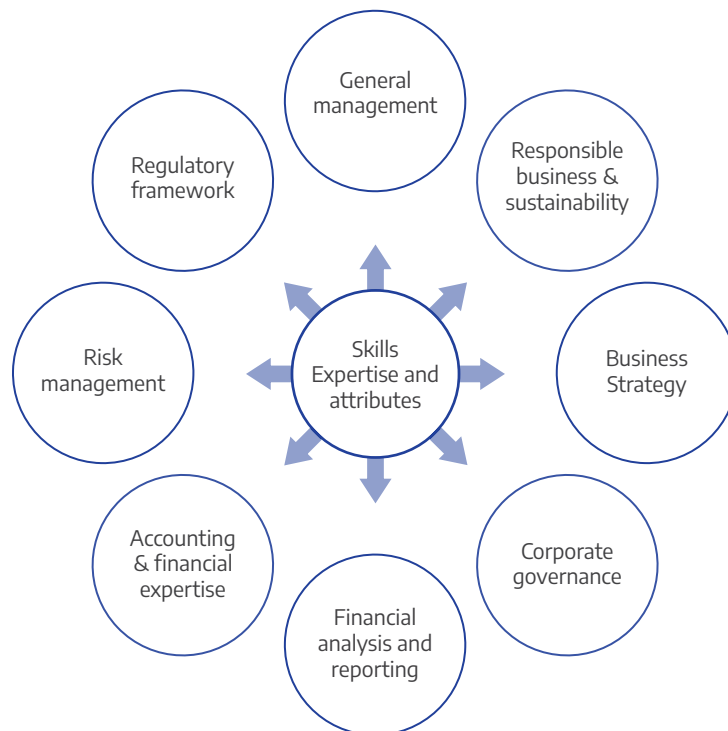 General
management
Responsible
business &
sustainability
Business
Strategy
Corporate
governance
Financial
analysis and
reporting
Accounting
& financial
expertise
Risk
management
Regulatory
framework
Skills
Expertise and
attributes